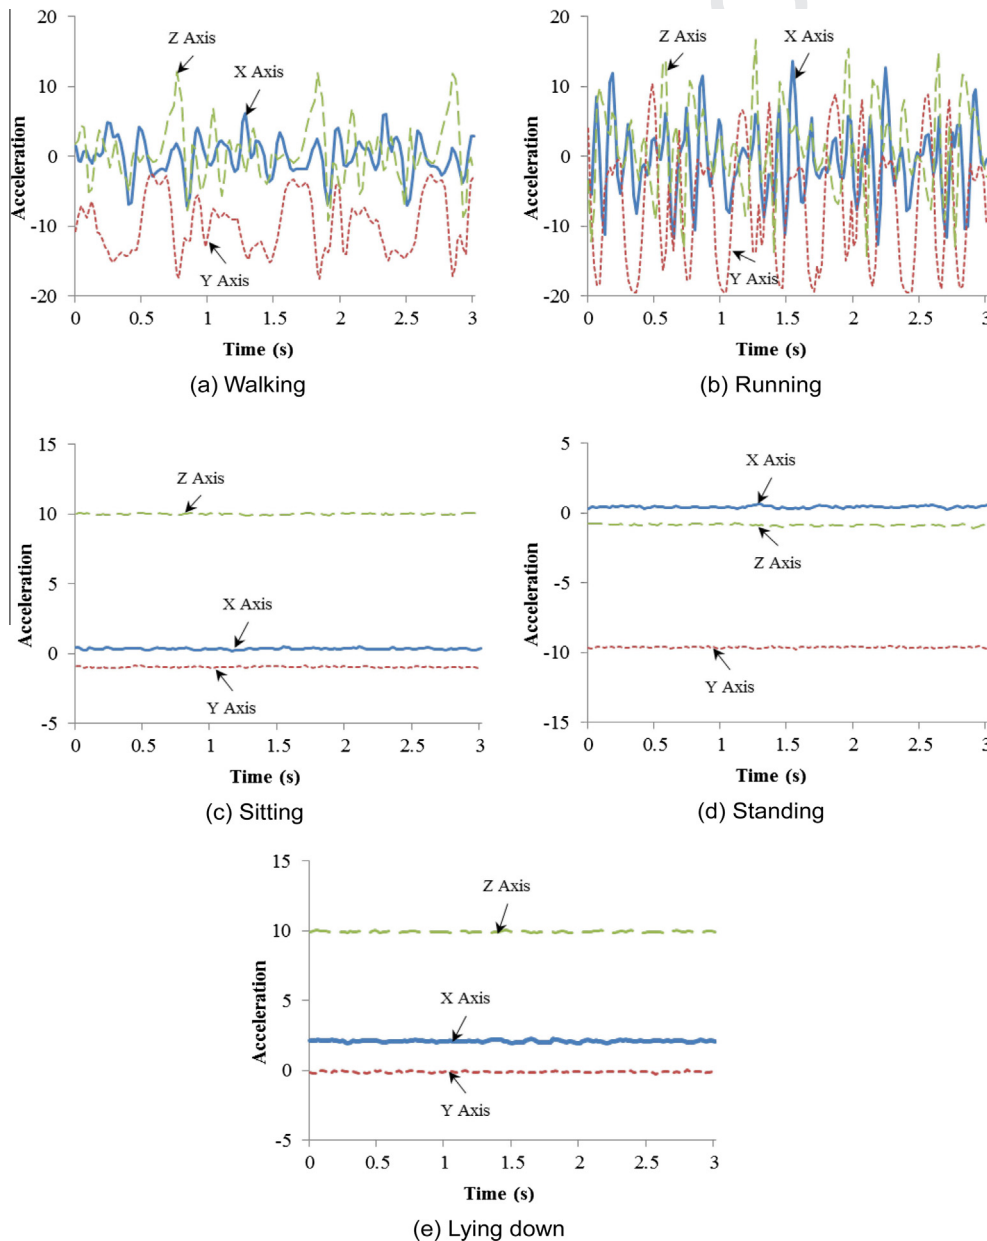 20
10
0
-10
-20
Acceleration
Z Axis
X Axis
Y Axis
0 0.5 1 1.5 2 2.5 3
Time (s)
(a) Walking
20
10
0
-10
-20
Acceleration
Z Axis
X Axis
Y Axis
0 0.5 1 1.5 2 2.5 3
Time (s)
(b) Running
15
10
5
0
-5
Acceleration
Z Axis
X Axis
Y Axis
0 0.5 1 1.5 2 2.5 3
Time (s)
(c) Sitting
5
0
-5
-10
-15
Acceleration
X Axis
Z Axis
Y Axis
0 0.5 1 1.5 2 2.5 3
Time (s)
(d) Standing
15
10
5
0
-5
Acceleration
Z Axis
X Axis
Y Axis
0 0.5 1 1.5 2 2.5 3
Time (s)
(e) Lying down